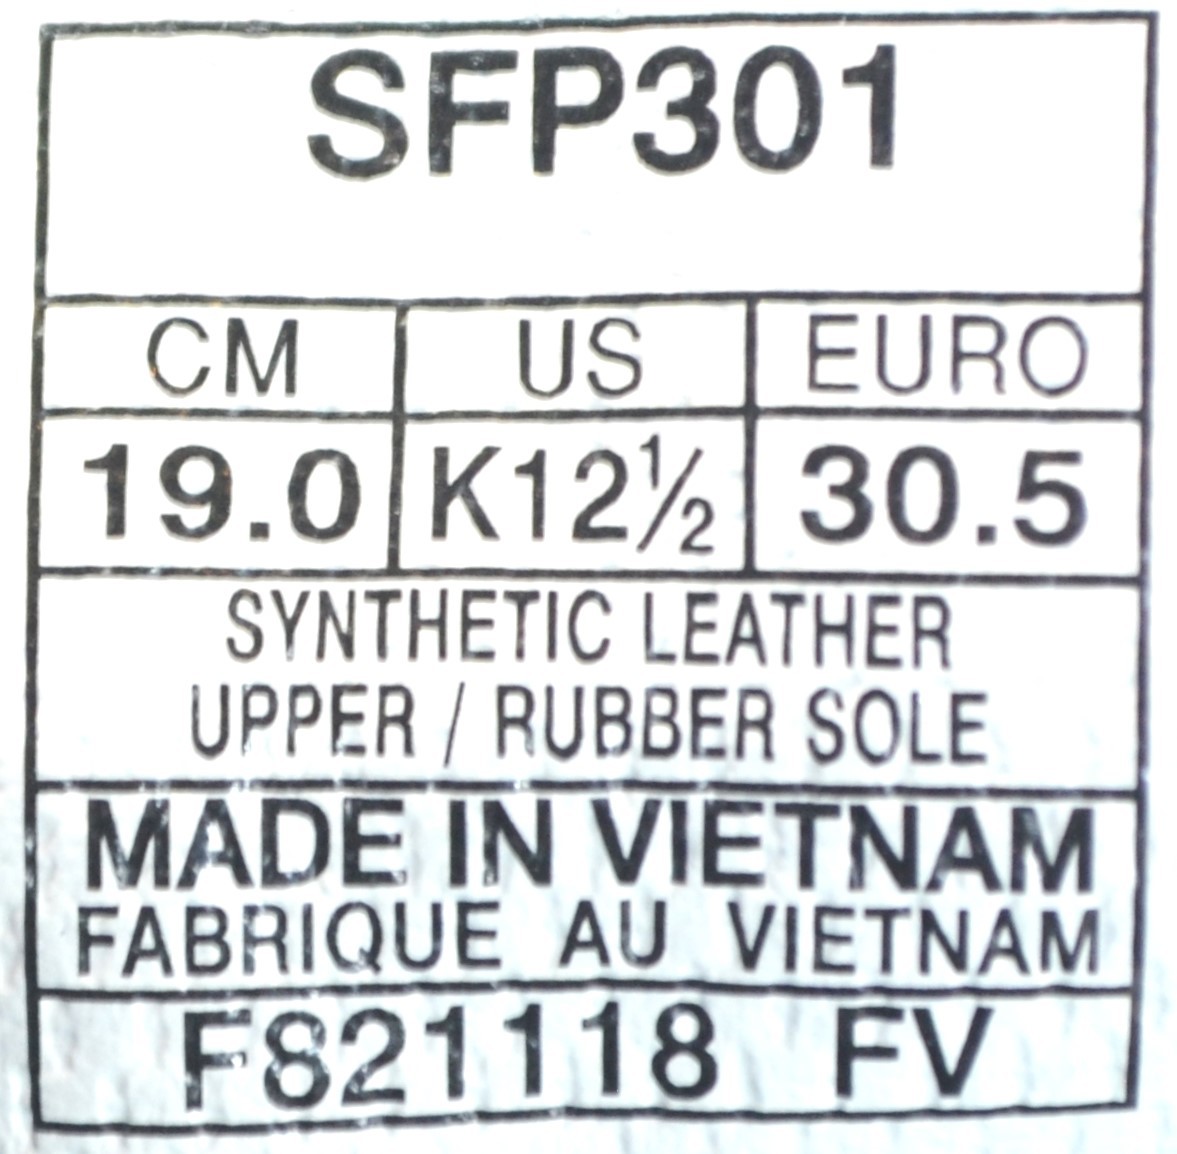 SFP301
CM US EURO
19.0 K12½ 30.5
SYNTHETIC LEATHER
UPPER / RUBBER SOLE
MADE IN VIETNAM
FABRIQUE AU VIETNAM
F821118 FV